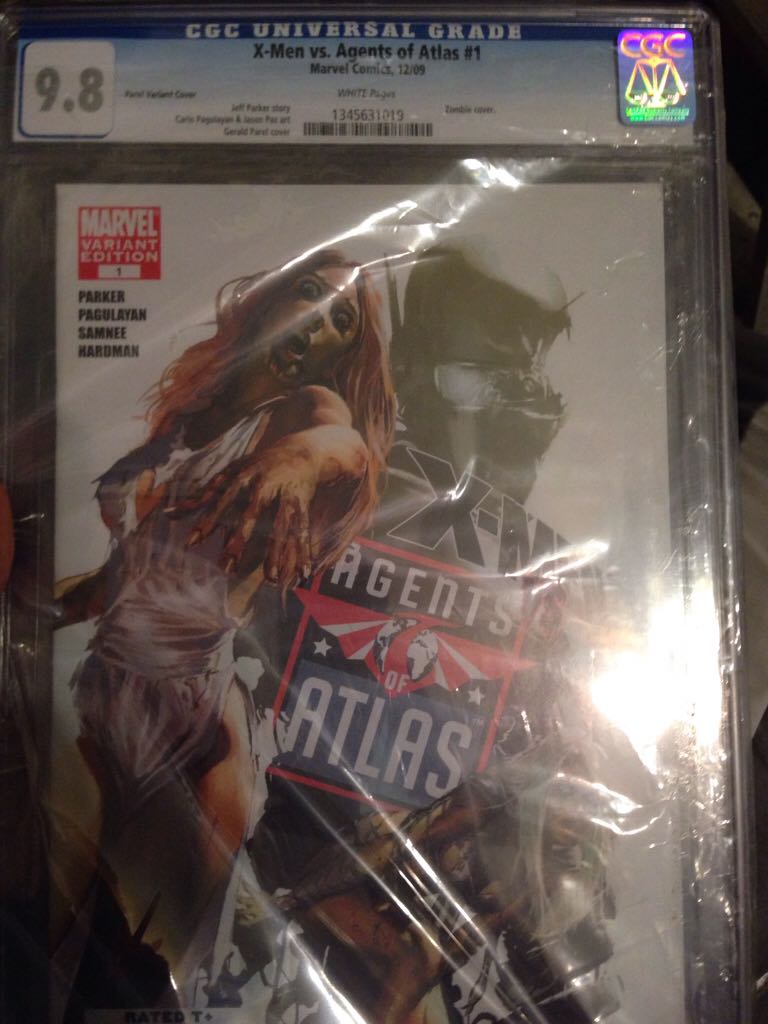 CGC UNIVERSAL GRADE
9.8
X-Men vs. Agents of Atlas #1
Marvel Comics, 12/09
Parel Variant Cover
WHITE Pages
Jeff Parker story
Carlo Pagulayan & Jason Paz art
Gerald Parel cover
Zombie cover.
1345631019
CGC
MARVEL
VARIANT
EDITION
1
PARKER
PAGULAYAN
SAMNEE
HARDMAN
AGENTS
OF
ATLAS
TM
RATED T+